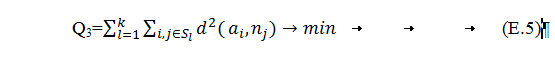 Q₃=∑ₗ₌₁ᵏ ∑ᵢ,ⱼ∈Sₗ d²(aᵢ,nⱼ) → min → → → (E.5)¶